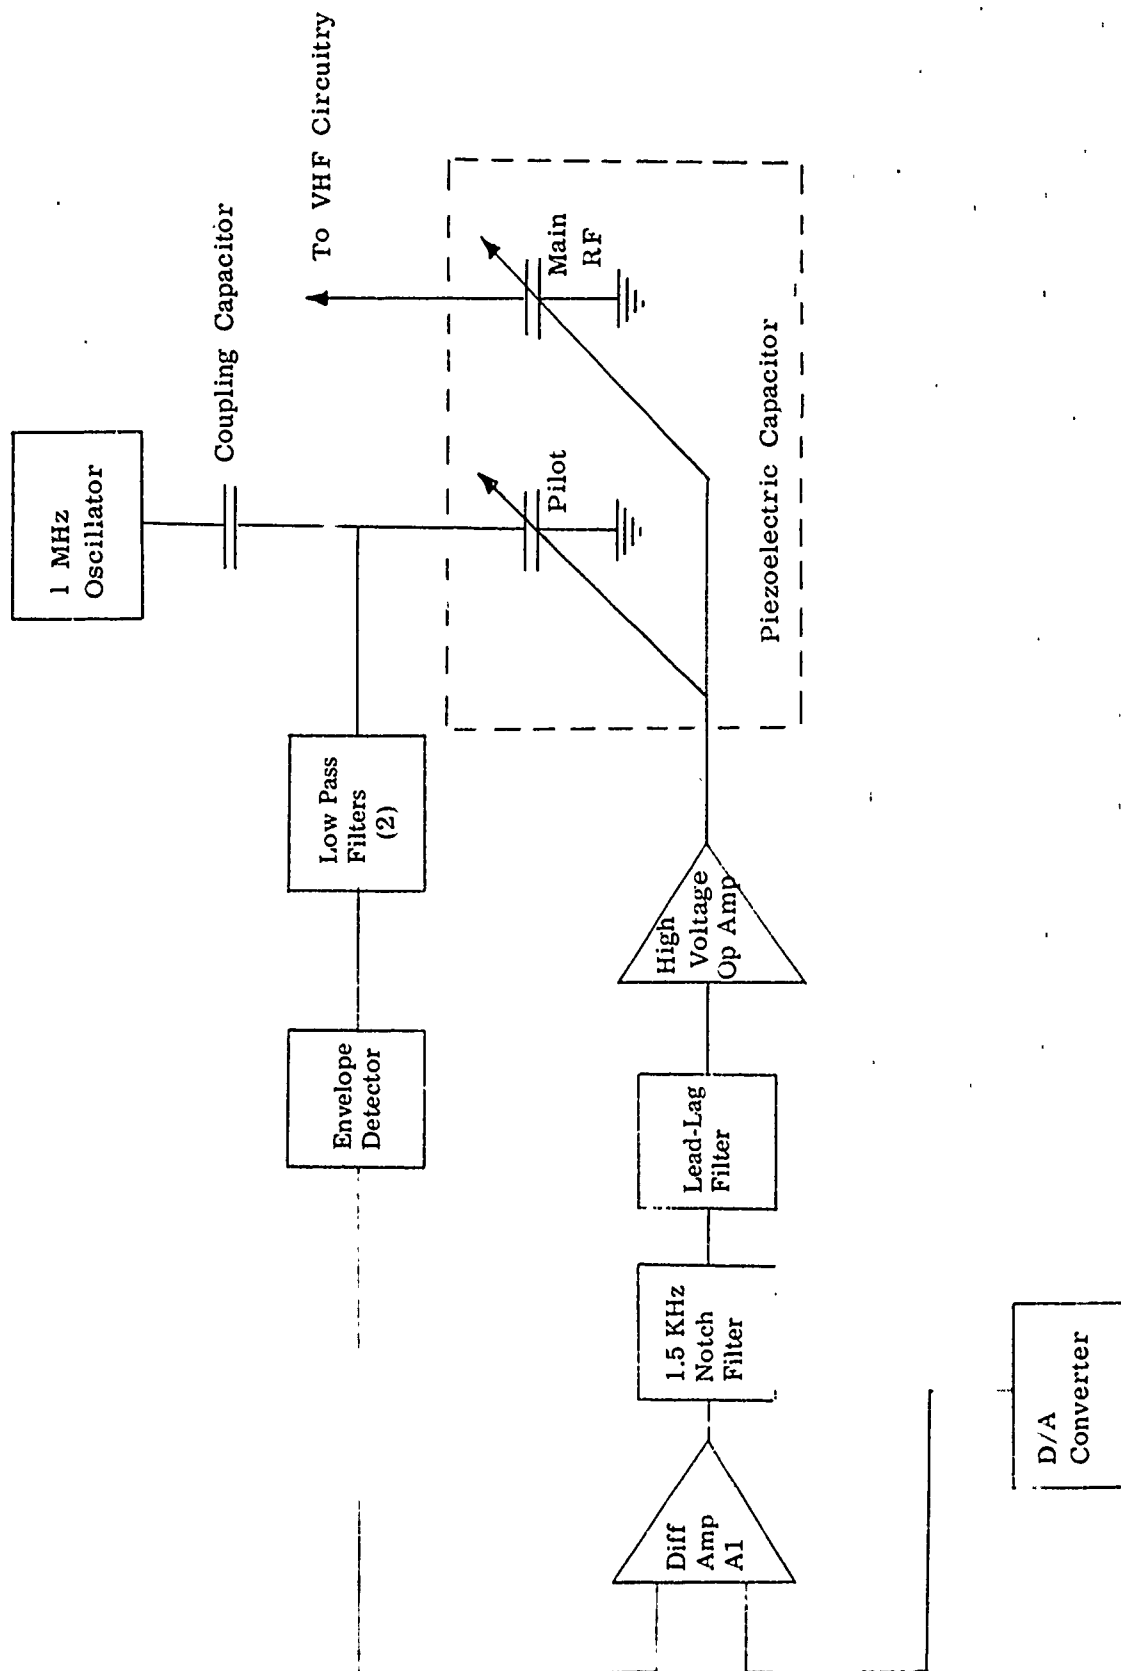 1 MHz
Oscillator
Coupling Capacitor
To VHF Circuitry
Low Pass
Filters
(2)
Envelope
Detector
Pilot
Main
RF
Piezoelectric Capacitor
Diff
Amp
A1
1.5 KHz
Notch
Filter
Lead-Lag
Filter
High
Voltage
Op Amp
D/A
Converter